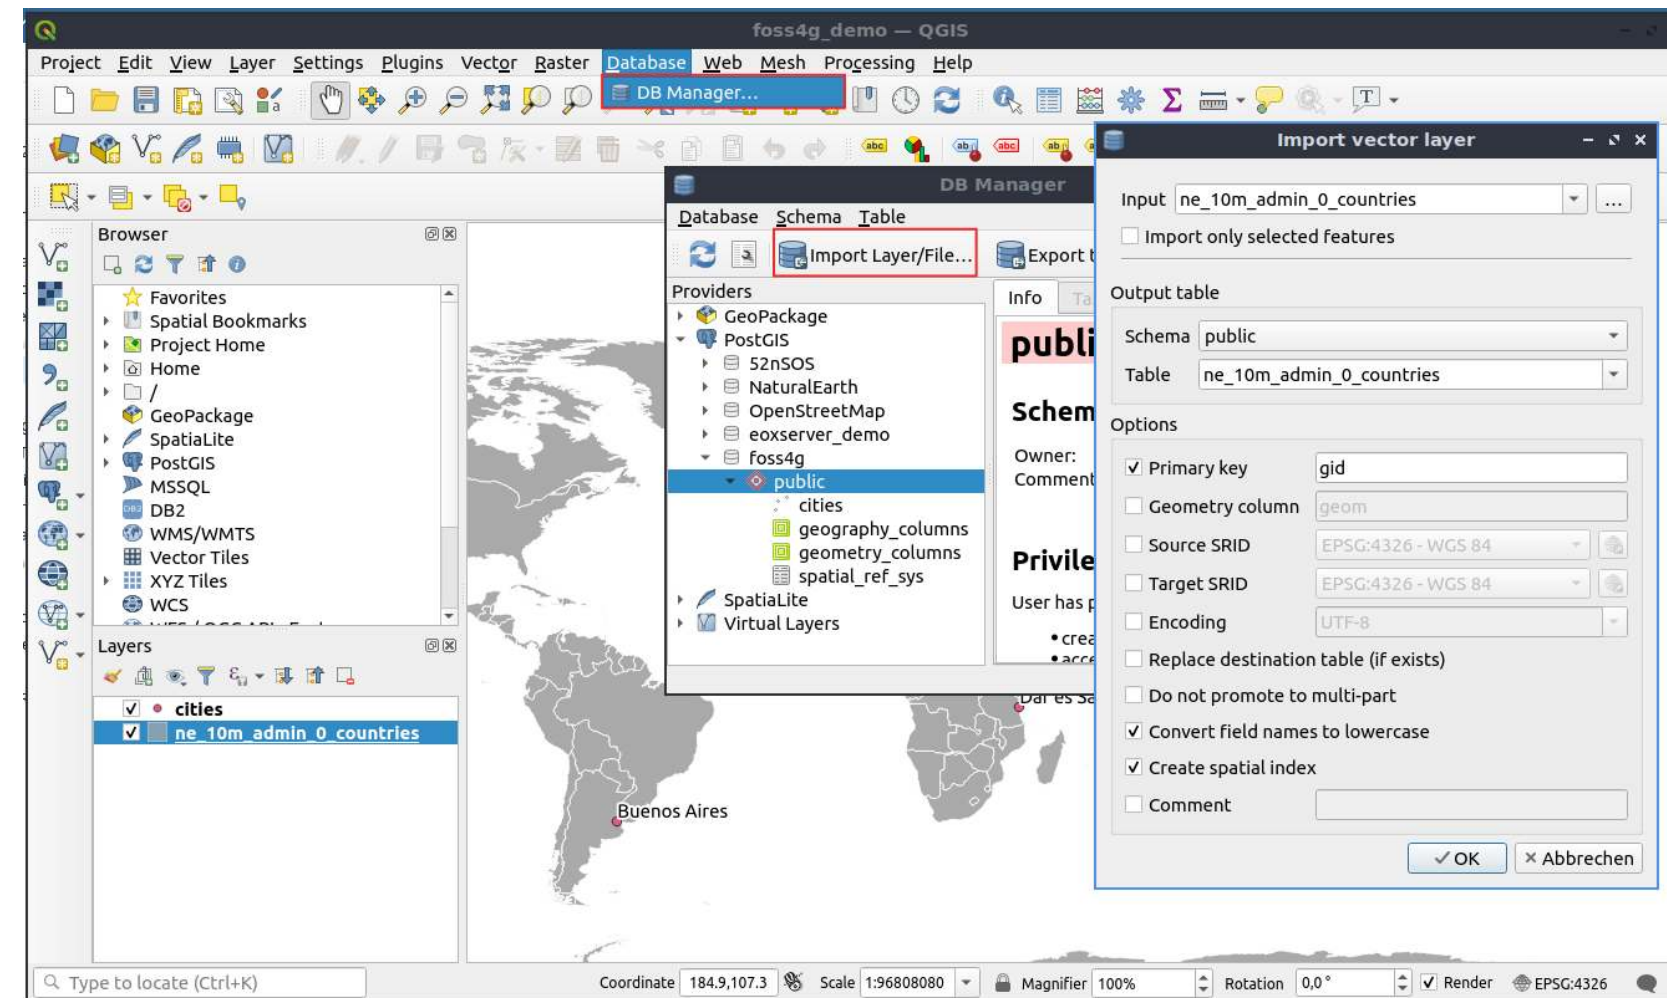 foss4g_demo — QGIS
Project Edit View Layer Settings Plugins Vector Raster Database Web Mesh Processing Help
DB Manager...
Import vector layer
Input ne_10m_admin_0_countries ...
Import only selected features
Output table
Schema public
Table ne_10m_admin_0_countries
Options
Primary key gid
Geometry column geom
Source SRID EPSG:4326 - WGS 84
Target SRID EPSG:4326 - WGS 84
Encoding UTF-8
Replace destination table (if exists)
Do not promote to multi-part
Convert field names to lowercase
Create spatial index
Comment
OK Abbrechen
DB Manager
Database Schema Table
Import Layer/File... Export t
Providers
GeoPackage
PostGIS
52nSOS
NaturalEarth
OpenStreetMap
eoxserver_demo
foss4g
public
cities
geography_columns
geometry_columns
spatial_ref_sys
SpatiaLite
Virtual Layers
Info Ta
publi
Schem
Owner:
Comment
Privile
User has p
• crea
• acce
Browser
Favorites
Spatial Bookmarks
Project Home
Home
/
GeoPackage
SpatiaLite
PostGIS
MSSQL
DB2
WMS/WMTS
Vector Tiles
XYZ Tiles
WCS
Layers
cities
ne_10m_admin_0_countries
Dar es Sa
Buenos Aires
Type to locate (Ctrl+K) Coordinate 184.9,107.3 Scale 1:96808080 Magnifier 100% Rotation 0,0 ° Render EPSG:4326